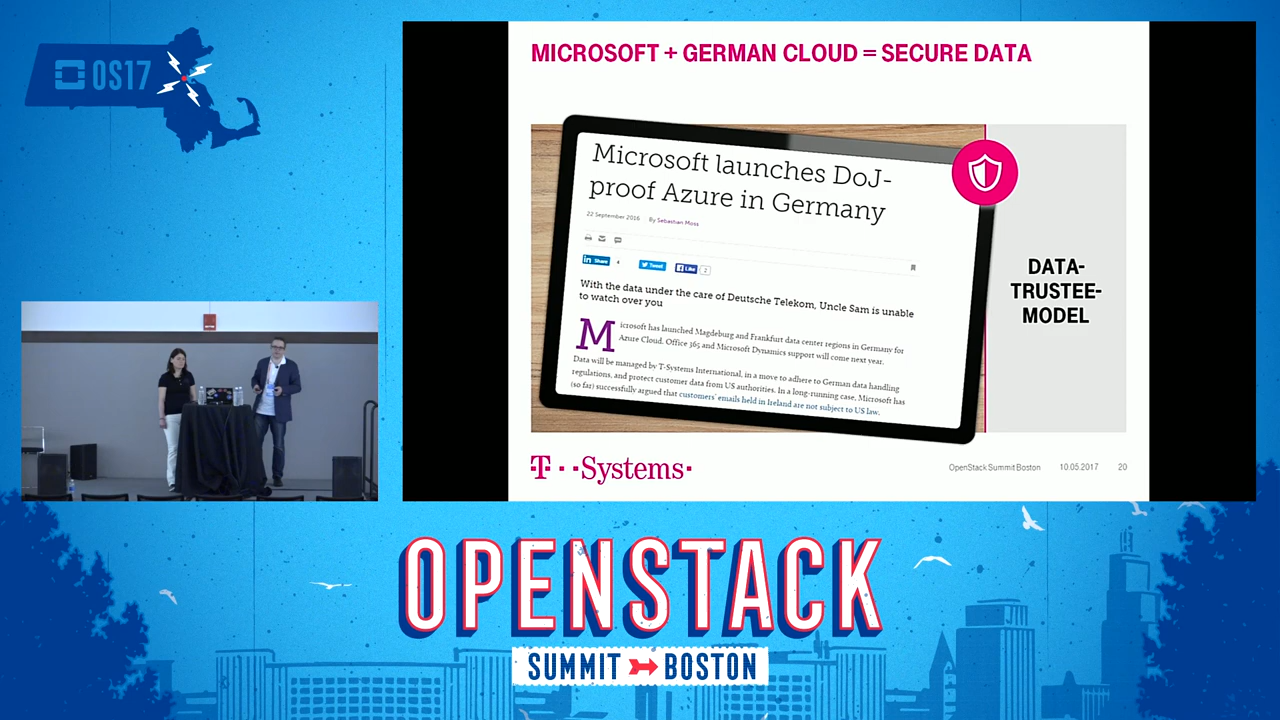 OS17
MICROSOFT + GERMAN CLOUD = SECURE DATA
Microsoft launches DoJ-
proof Azure in Germany
22 September 2016 By Sebastian Moss
Share 4 Tweet Like 2
With the data under the care of Deutsche Telekom, Uncle Sam is unable
to watch over you
Microsoft has launched Magdeburg and Frankfurt data center regions in Germany for
Azure Cloud. Office 365 and Microsoft Dynamics support will come next year.
Data will be managed by T-Systems International, in a move to adhere to German data handling
regulations, and protect customer data from US authorities. In a long-running case, Microsoft has
(so far) successfully argued that customers' emails held in Ireland are not subject to US law.
DATA-
TRUSTEE-
MODEL
T··Systems·
OpenStack Summit Boston 10.05.2017 20
OPENSTACK
SUMMIT BOSTON